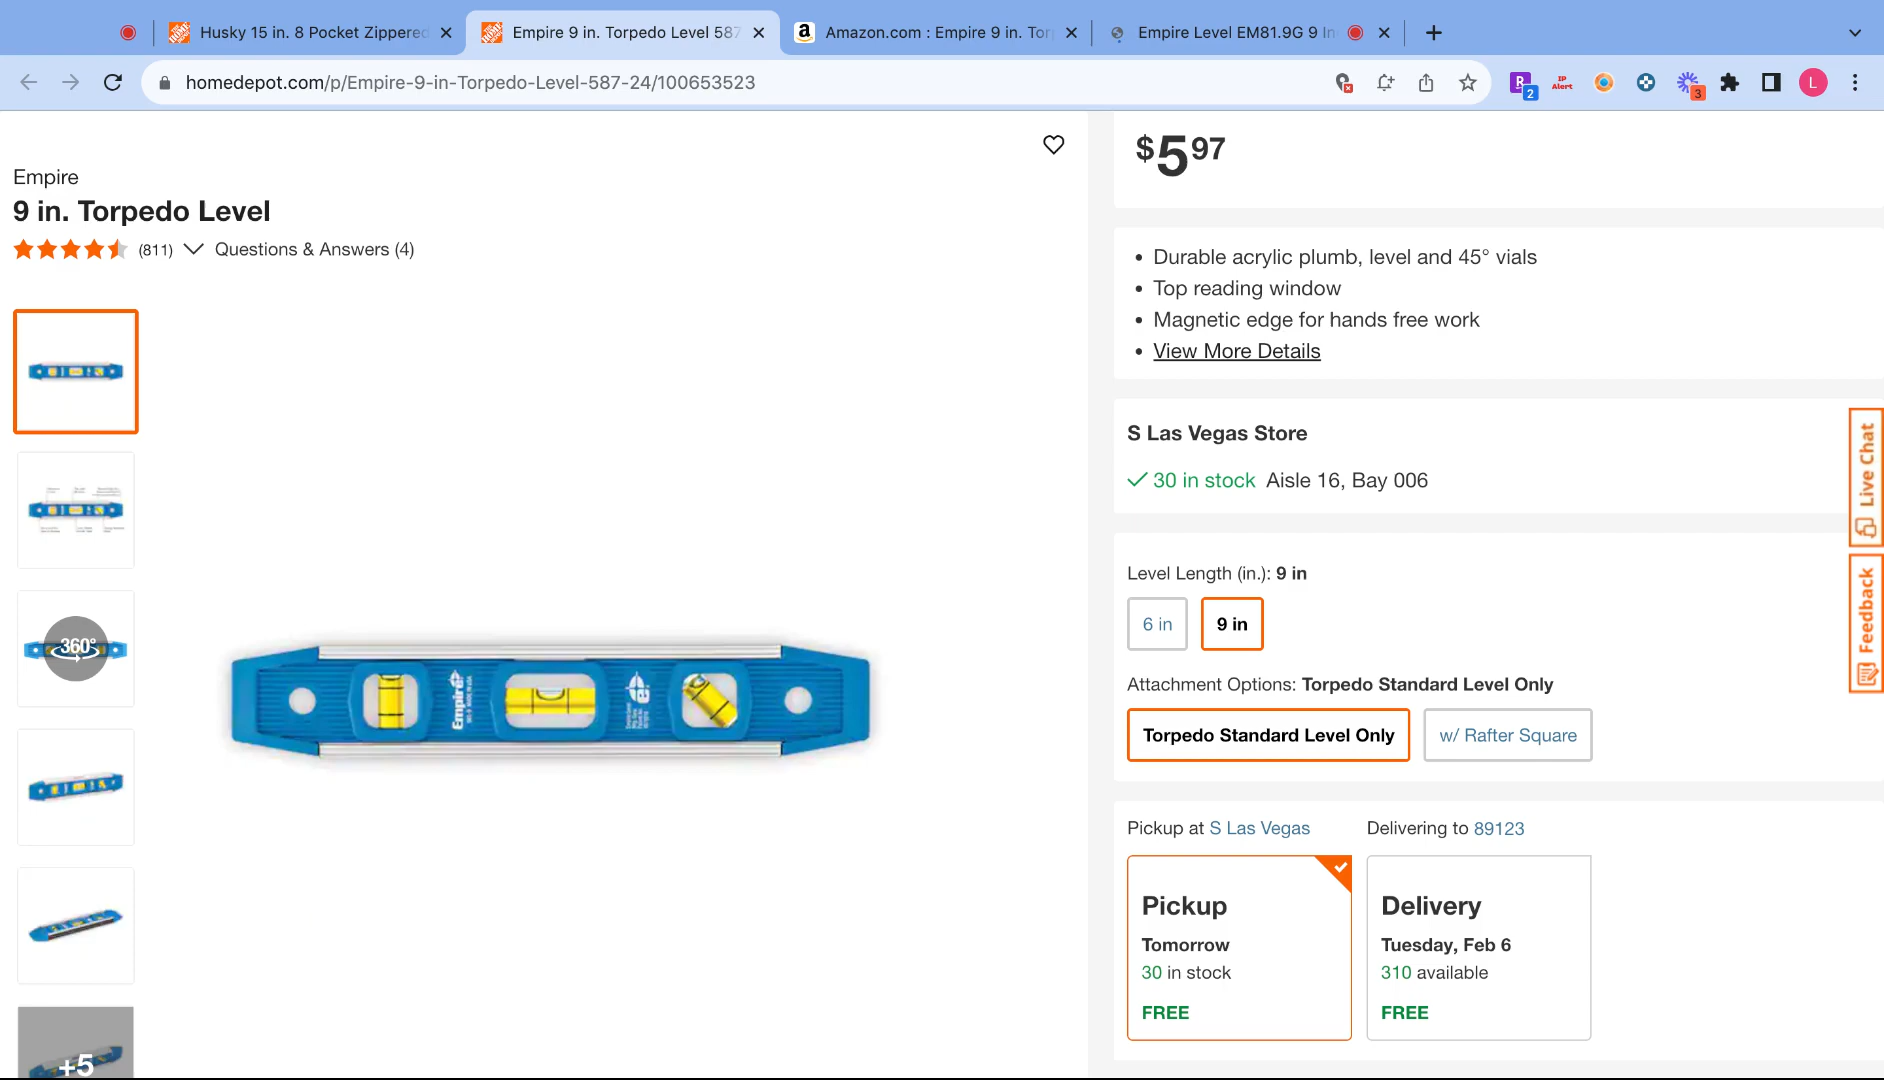 Husky 15 in. 8 Pocket Zippered
Empire 9 in. Torpedo Level 587
Amazon.com : Empire 9 in. Tor
Empire Level EM81.9G 9 In
homedepot.com/p/Empire-9-in-Torpedo-Level-587-24/100653523
R
2
IP
Alert
3
L
Empire
9 in. Torpedo Level
(811)
Questions & Answers (4)
360°
+5
Empire
$5 97
• Durable acrylic plumb, level and 45° vials
• Top reading window
• Magnetic edge for hands free work
• View More Details
S Las Vegas Store
30 in stock Aisle 16, Bay 006
Level Length (in.): 9 in
6 in
9 in
Attachment Options: Torpedo Standard Level Only
Torpedo Standard Level Only
w/ Rafter Square
Pickup at S Las Vegas
Delivering to 89123
Pickup
Tomorrow
30 in stock
FREE
Delivery
Tuesday, Feb 6
310 available
FREE
Live Chat
Feedback